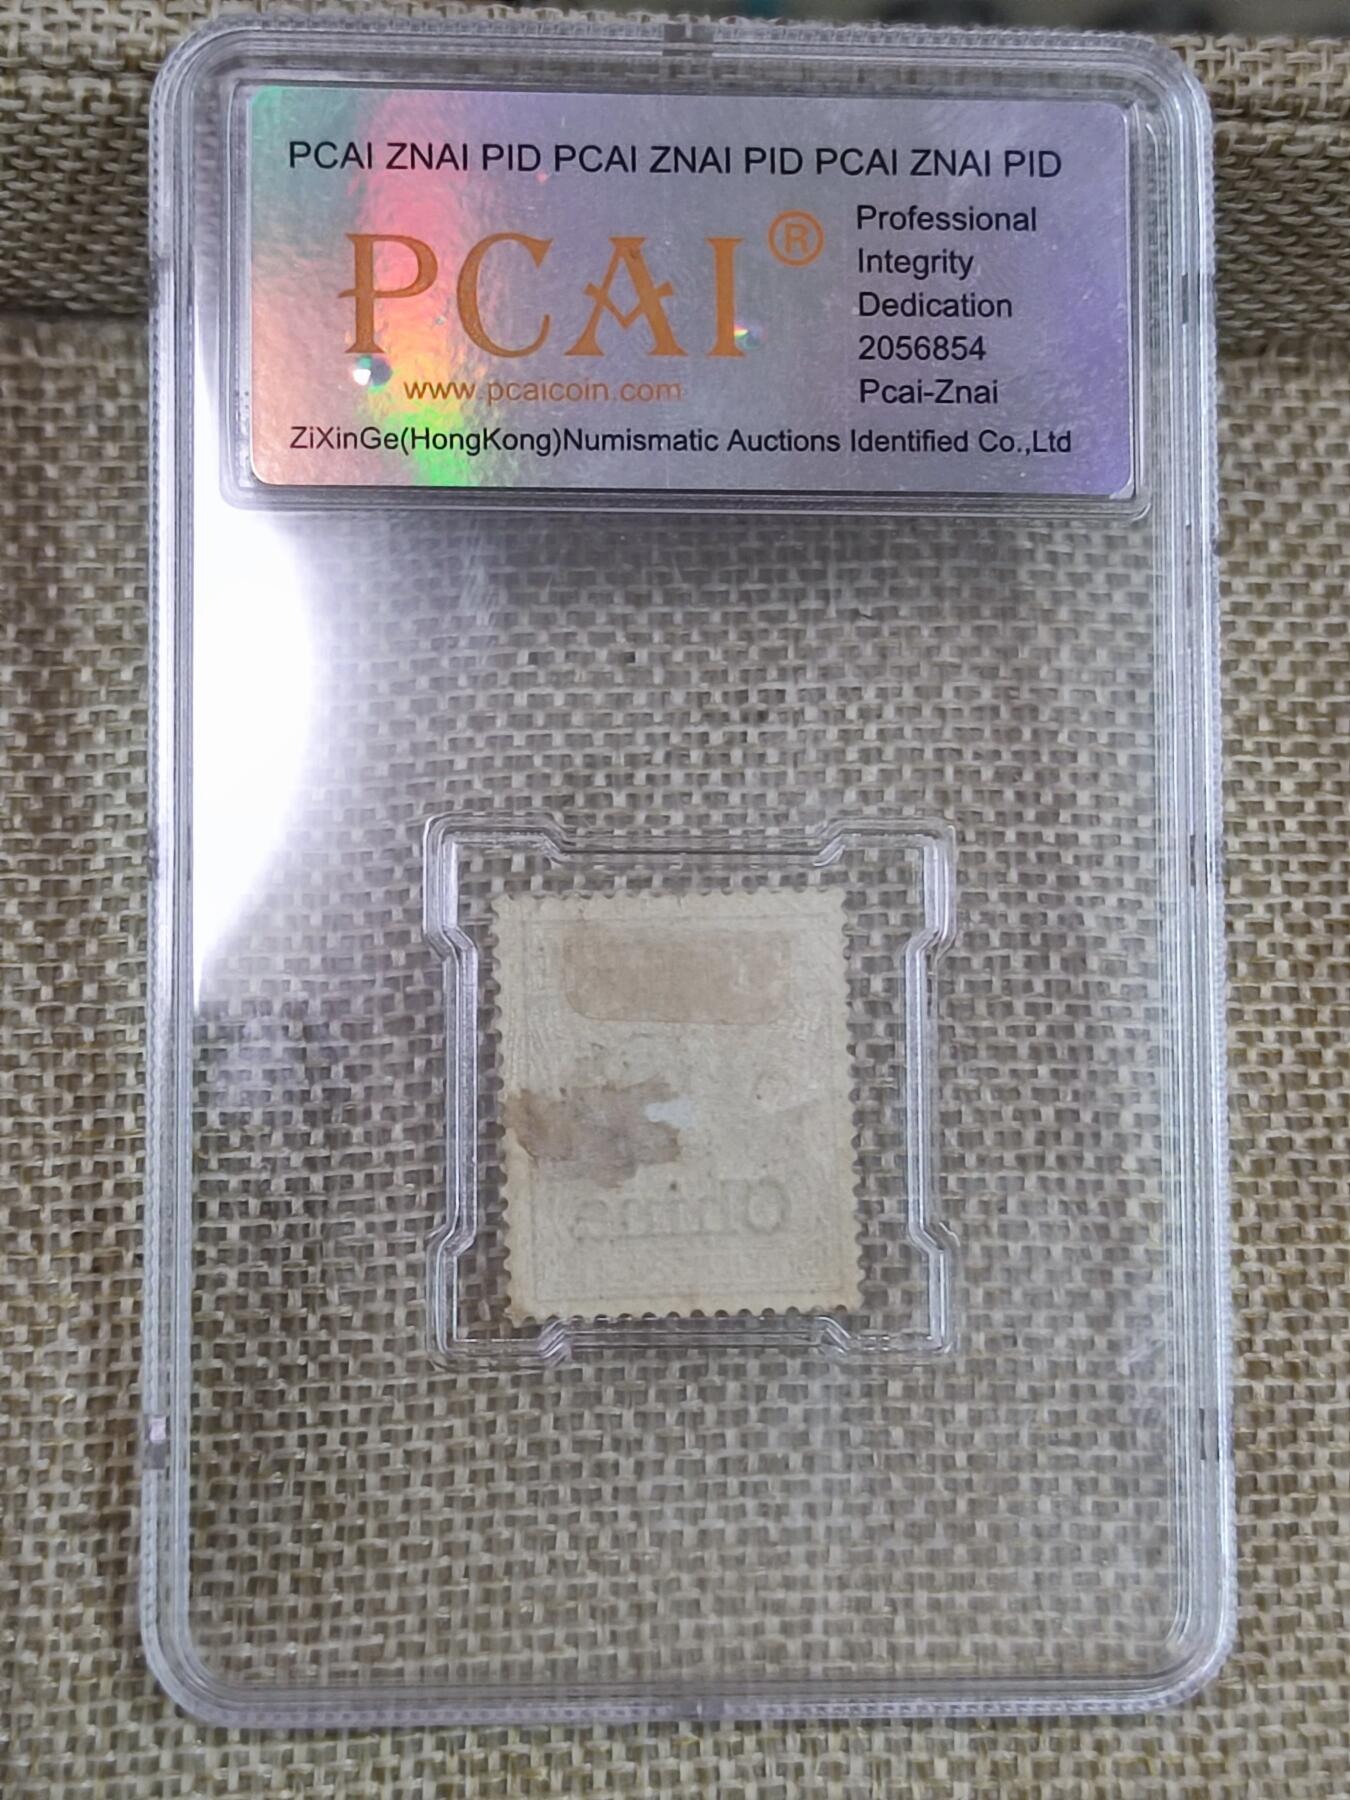 PCAI ZNAI PID PCAI ZNAI PID PCAI ZNAI PID
PCAI®
www.pcaicoin.com
Professional
Integrity
Dedication
2056854
Pcai-Znai
ZiXinGe(HongKong)Numismatic Auctions Identified Co.,Ltd
China